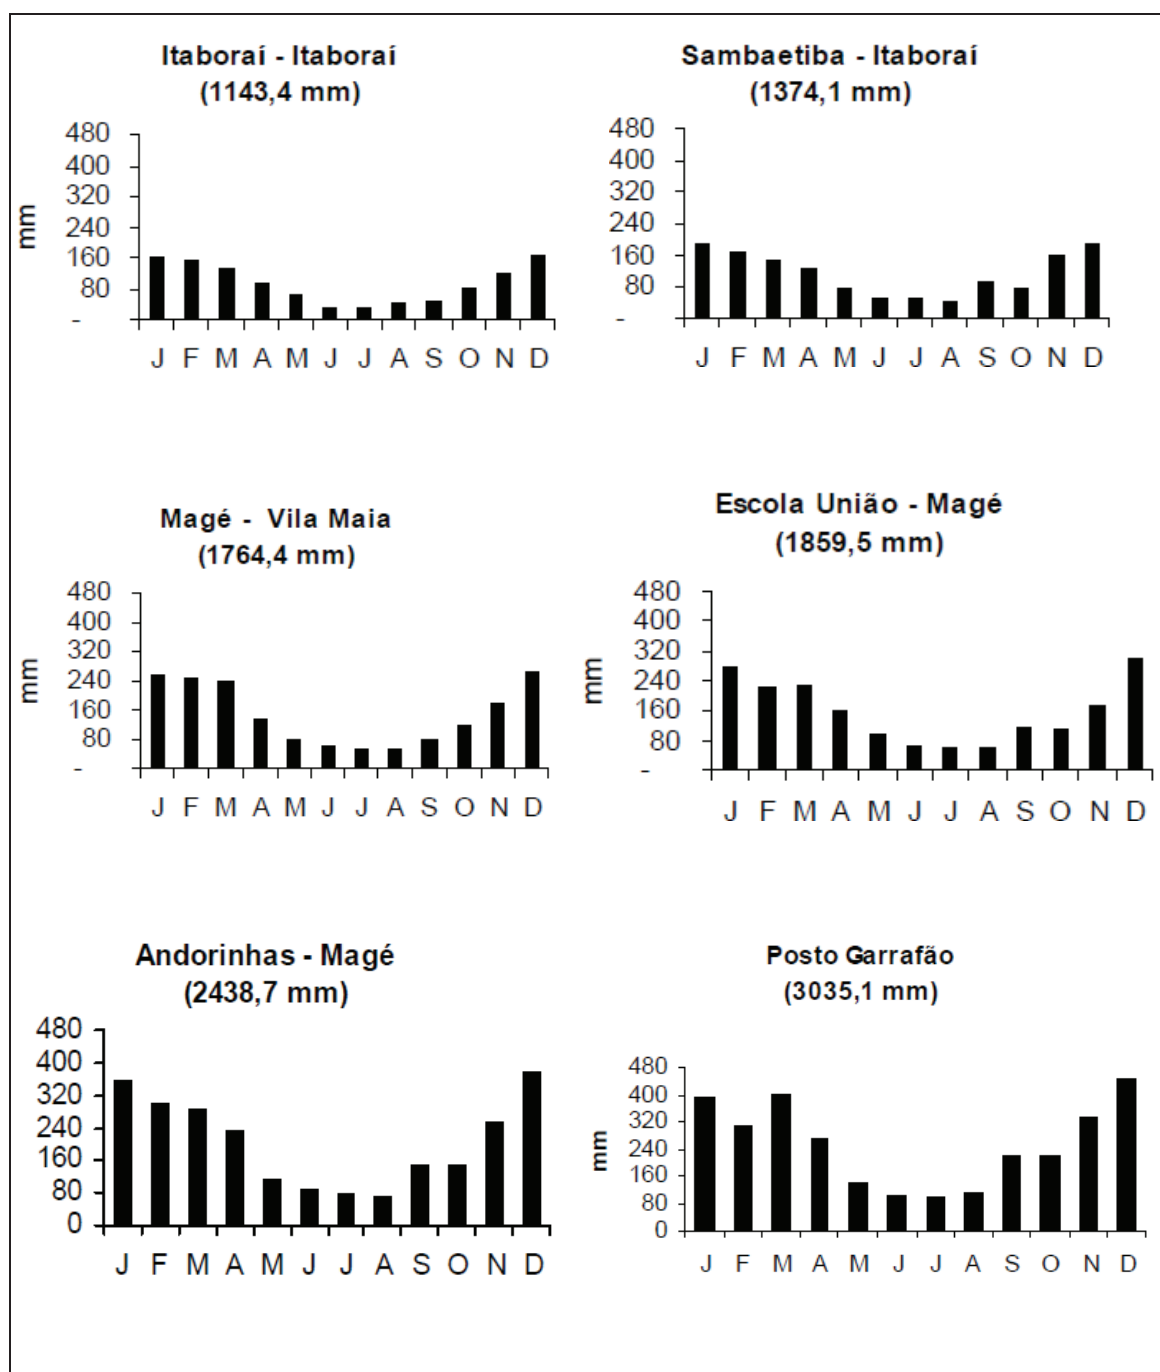 Itaboraí - Itaboraí
(1143,4 mm)
480
400
320
240
160
80
-
mm
J F M A M J J A S O N D
Sambaetiba - Itaboraí
(1374,1 mm)
480
400
320
240
160
80
-
J F M A M J J A S O N D
Magé - Vila Maia
(1764,4 mm)
480
400
320
240
160
80
-
mm
J F M A M J J A S O N D
Escola União - Magé
(1859,5 mm)
480
400
320
240
160
80
-
mm
J F M A M J J A S O N D
Andorinhas - Magé
(2438,7 mm)
480
400
320
240
160
80
0
J F M A M J J A S O N D
Posto Garrafão
(3035,1 mm)
480
400
320
240
160
80
0
mm
J F M A M J J A S O N D